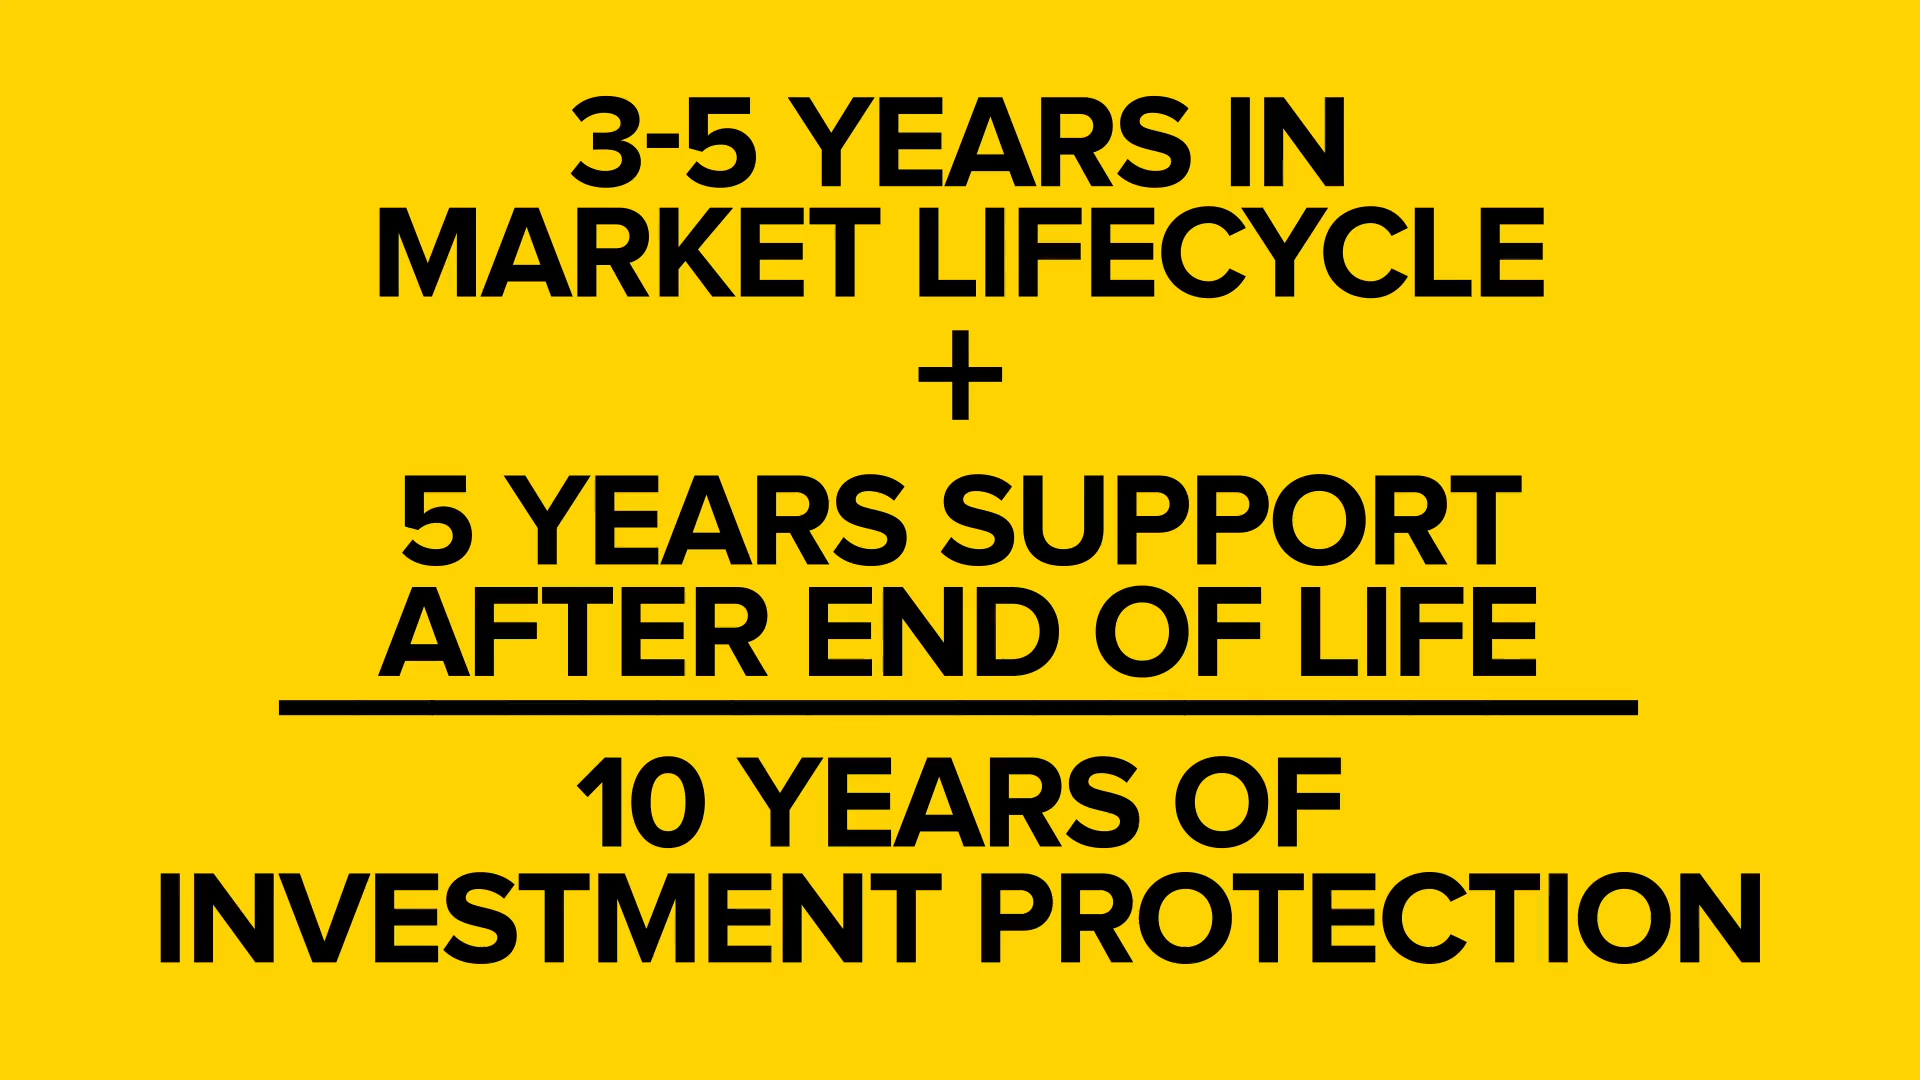 3-5 YEARS IN
MARKET LIFECYCLE
+
5 YEARS SUPPORT
AFTER END OF LIFE
10 YEARS OF
INVESTMENT PROTECTION